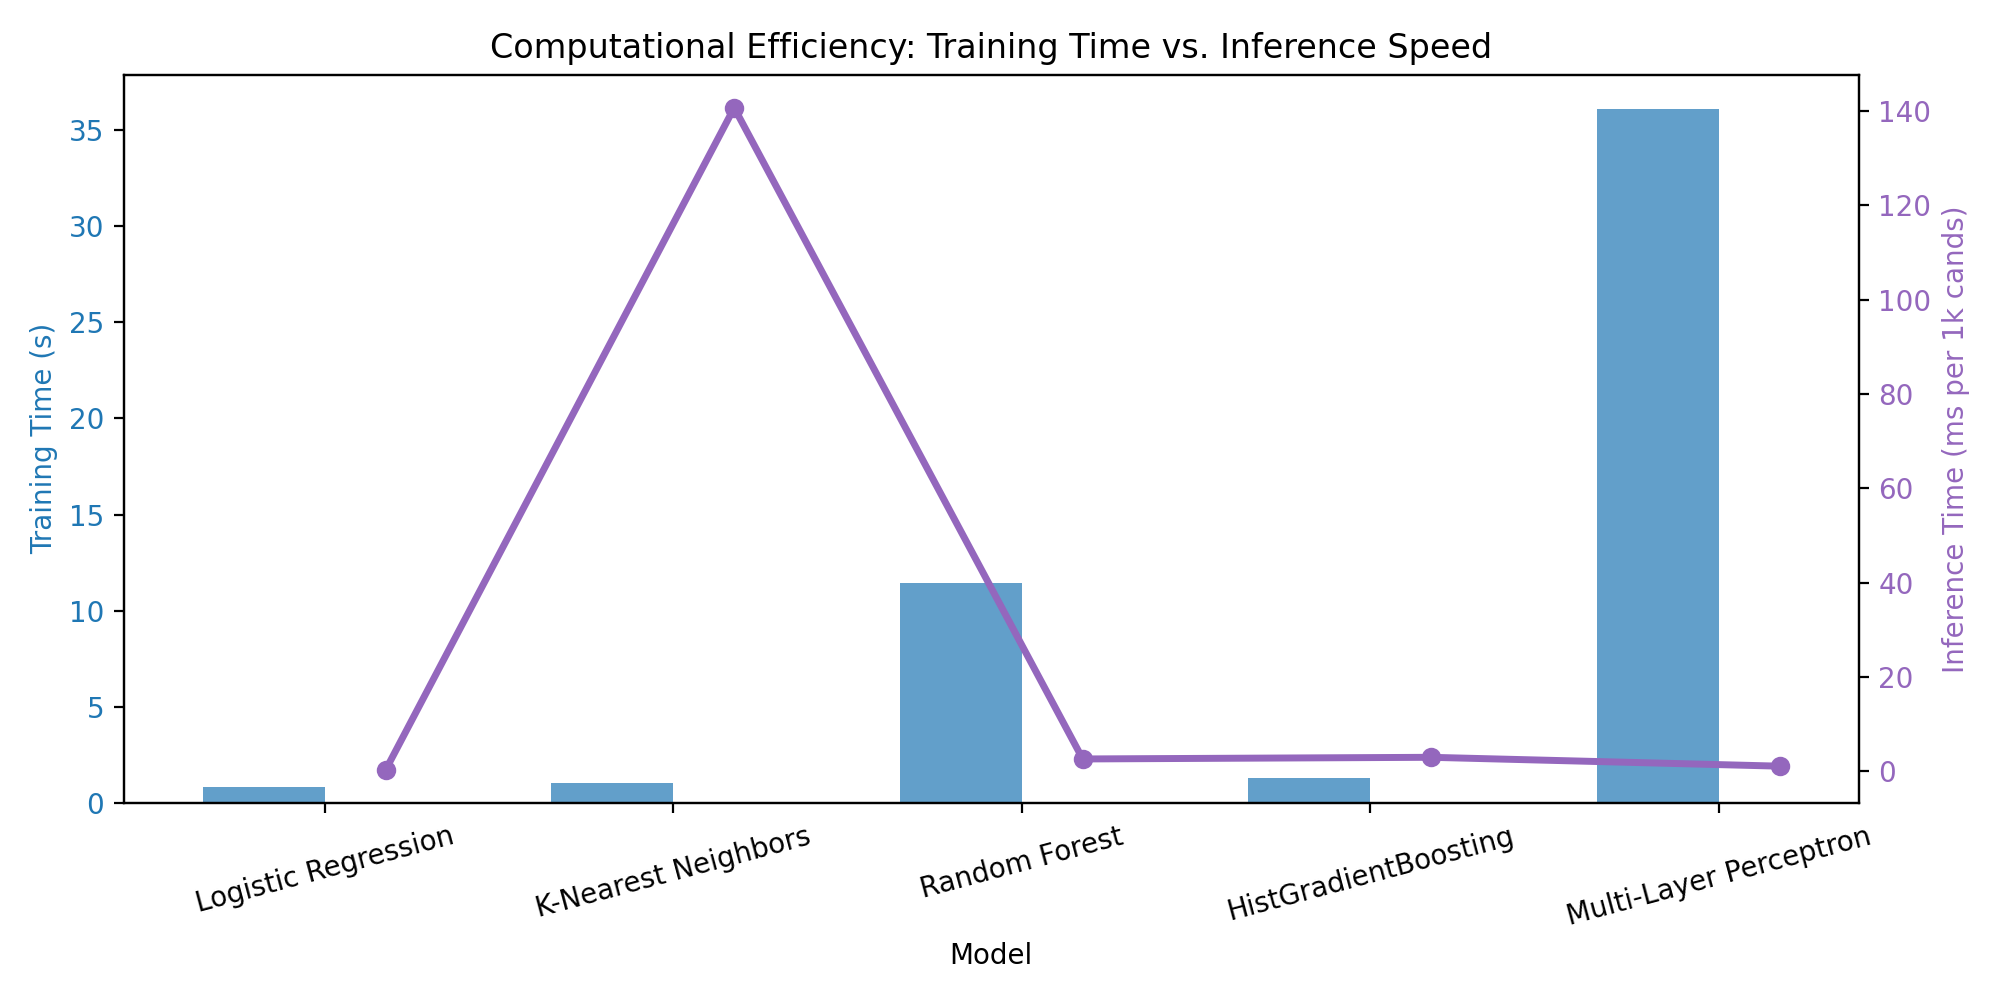 Computational Efficiency: Training Time vs. Inference Speed
Training Time (s)
35
30
25
20
15
10
5
0
140
120
100
80
60
40
20
0
Inference Time (ms per 1k cands)
Logistic Regression
K-Nearest Neighbors
Random Forest
HistGradientBoosting
Multi-Layer Perceptron
Model